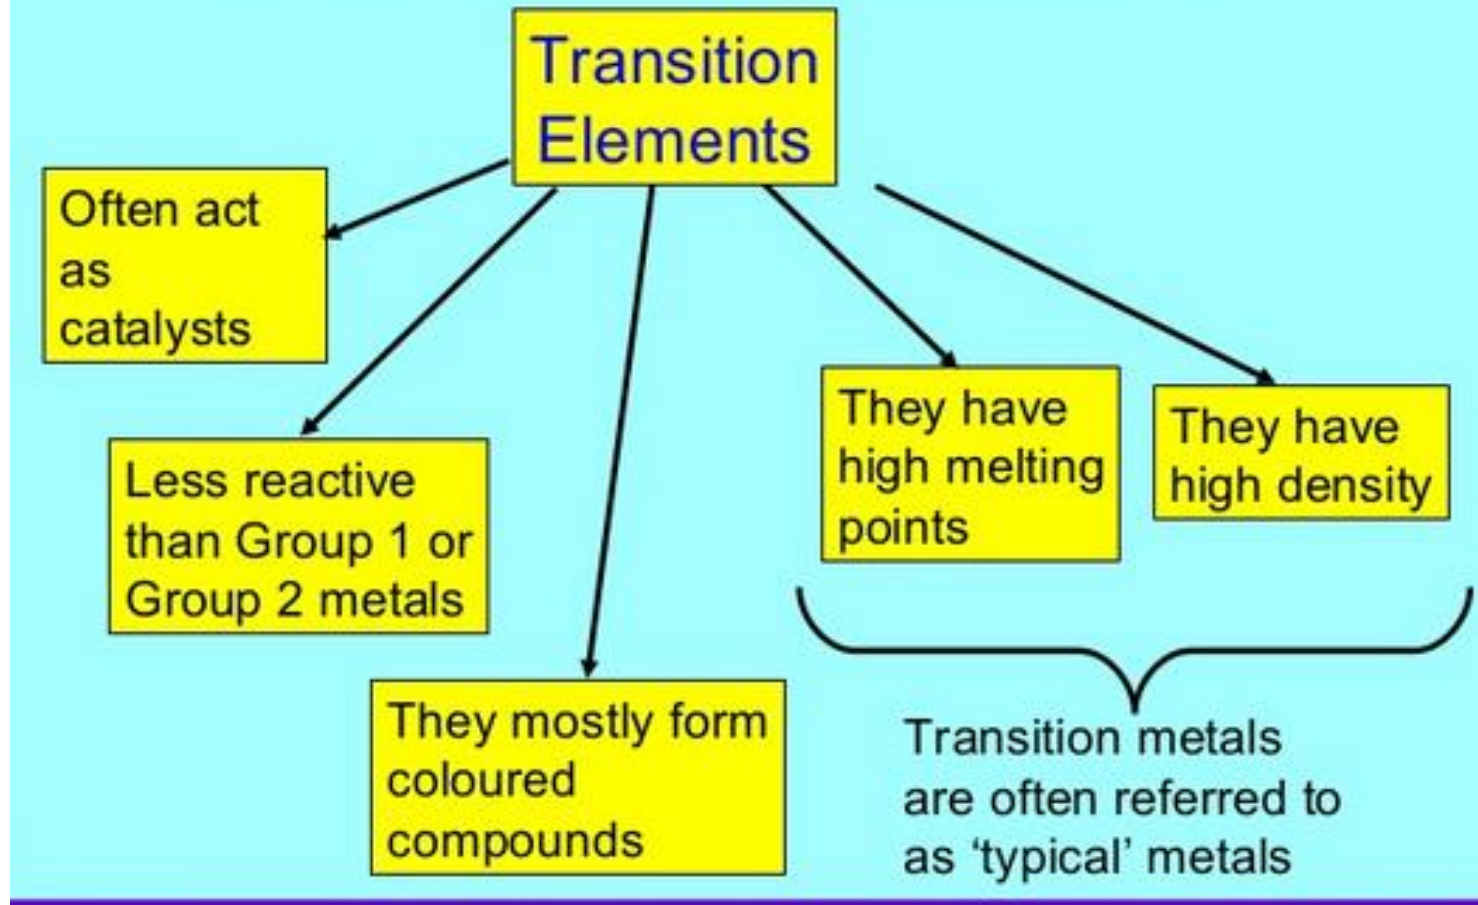 Transition
Elements
Often act
as
catalysts
Less reactive
than Group 1 or
Group 2 metals
They mostly form
coloured
compounds
They have
high melting
points
They have
high density
Transition metals
are often referred to
as ‘typical’ metals